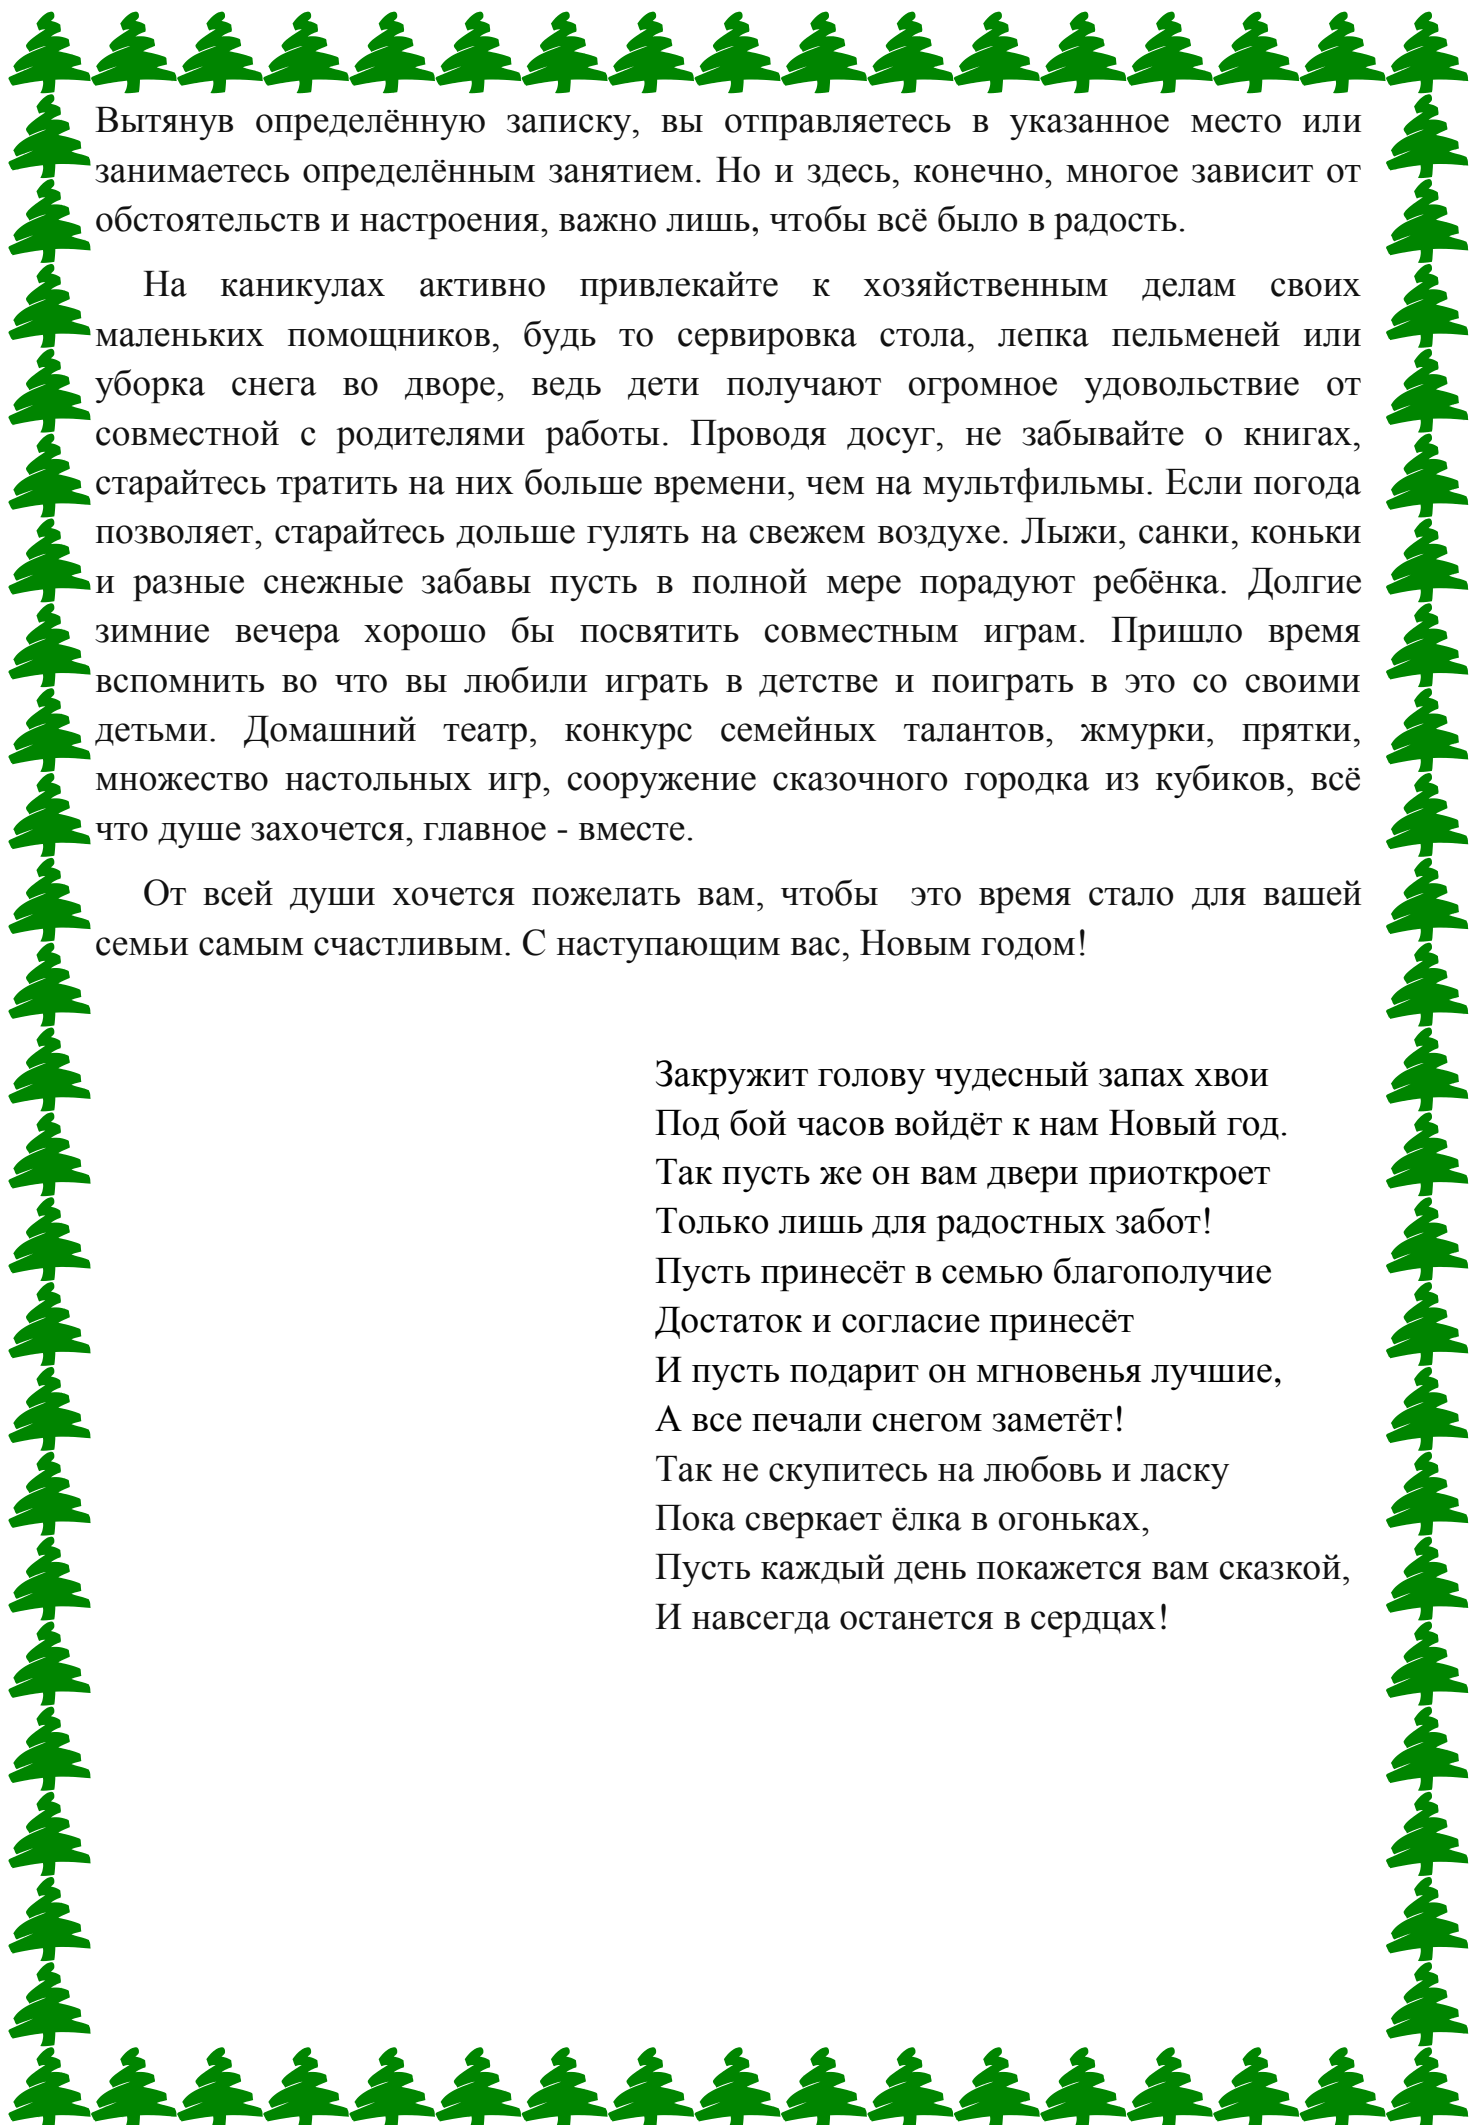 Вытянув определённую записку, вы отправляетесь в указанное место или
занимаетесь определённым занятием. Но и здесь, конечно, многое зависит от
обстоятельств и настроения, важно лишь, чтобы всё было в радость.
На каникулах активно привлекайте к хозяйственным делам своих
маленьких помощников, будь то сервировка стола, лепка пельменей или
уборка снега во дворе, ведь дети получают огромное удовольствие от
совместной с родителями работы. Проводя досуг, не забывайте о книгах,
старайтесь тратить на них больше времени, чем на мультфильмы. Если погода
позволяет, старайтесь дольше гулять на свежем воздухе. Лыжи, санки, коньки
и разные снежные забавы пусть в полной мере порадуют ребёнка. Долгие
зимние вечера хорошо бы посвятить совместным играм. Пришло время
вспомнить во что вы любили играть в детстве и поиграть в это со своими
детьми. Домашний театр, конкурс семейных талантов, жмурки, прятки,
множество настольных игр, сооружение сказочного городка из кубиков, всё
что душе захочется, главное - вместе.
От всей души хочется пожелать вам, чтобы  это время стало для вашей
семьи самым счастливым. С наступающим вас, Новым годом!
Закружит голову чудесный запах хвои
Под бой часов войдёт к нам Новый год.
Так пусть же он вам двери приоткроет
Только лишь для радостных забот!
Пусть принесёт в семью благополучие
Достаток и согласие принесёт
И пусть подарит он мгновенья лучшие,
А все печали снегом заметёт!
Так не скупитесь на любовь и ласку
Пока сверкает ёлка в огоньках,
Пусть каждый день покажется вам сказкой,
И навсегда останется в сердцах!